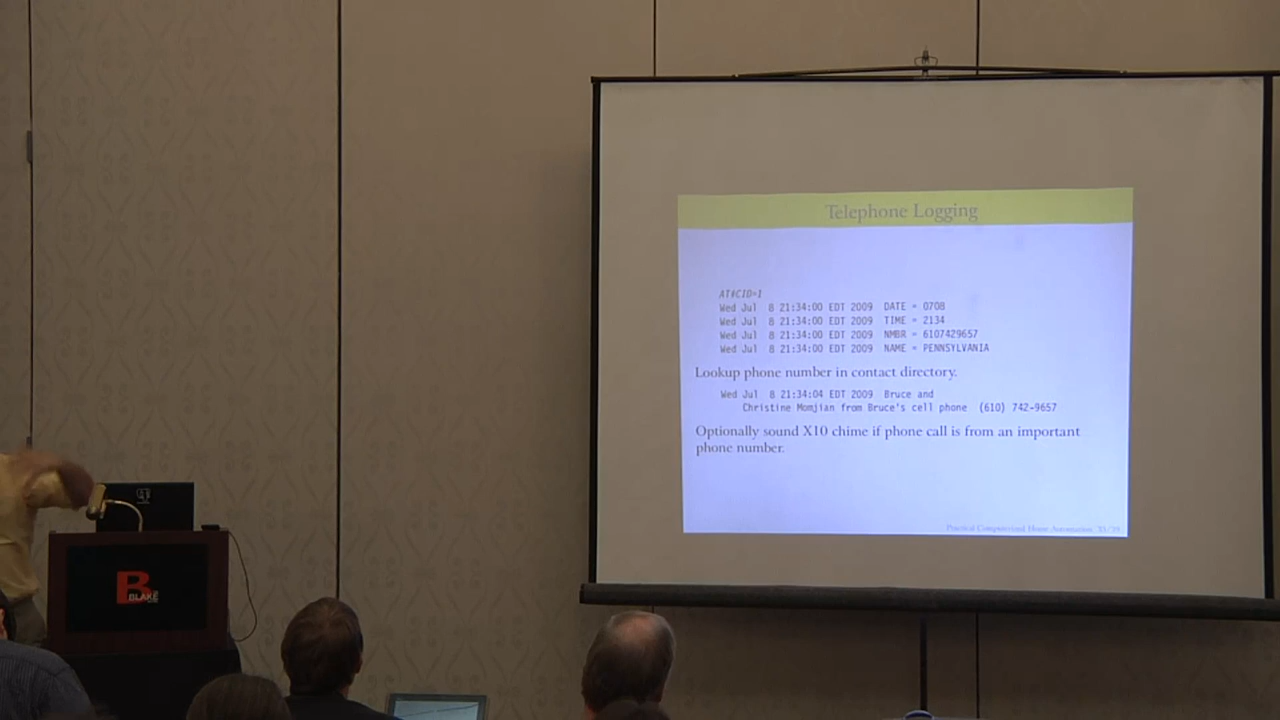 Telephone Logging
AT#CID=1
Wed Jul 8 21:34:00 EDT 2009 DATE = 0708
Wed Jul 8 21:34:00 EDT 2009 TIME = 2134
Wed Jul 8 21:34:00 EDT 2009 NMBR = 6107429657
Wed Jul 8 21:34:00 EDT 2009 NAME = PENNSYLVANIA
Lookup phone number in contact directory.
Wed Jul 8 21:34:04 EDT 2009 Bruce and
Christine Momjian from Bruce's cell phone (610) 742-9657
Optionally sound X10 chime if phone call is from an important
phone number.
Practical Computerized Home Automation
B
BLAKE